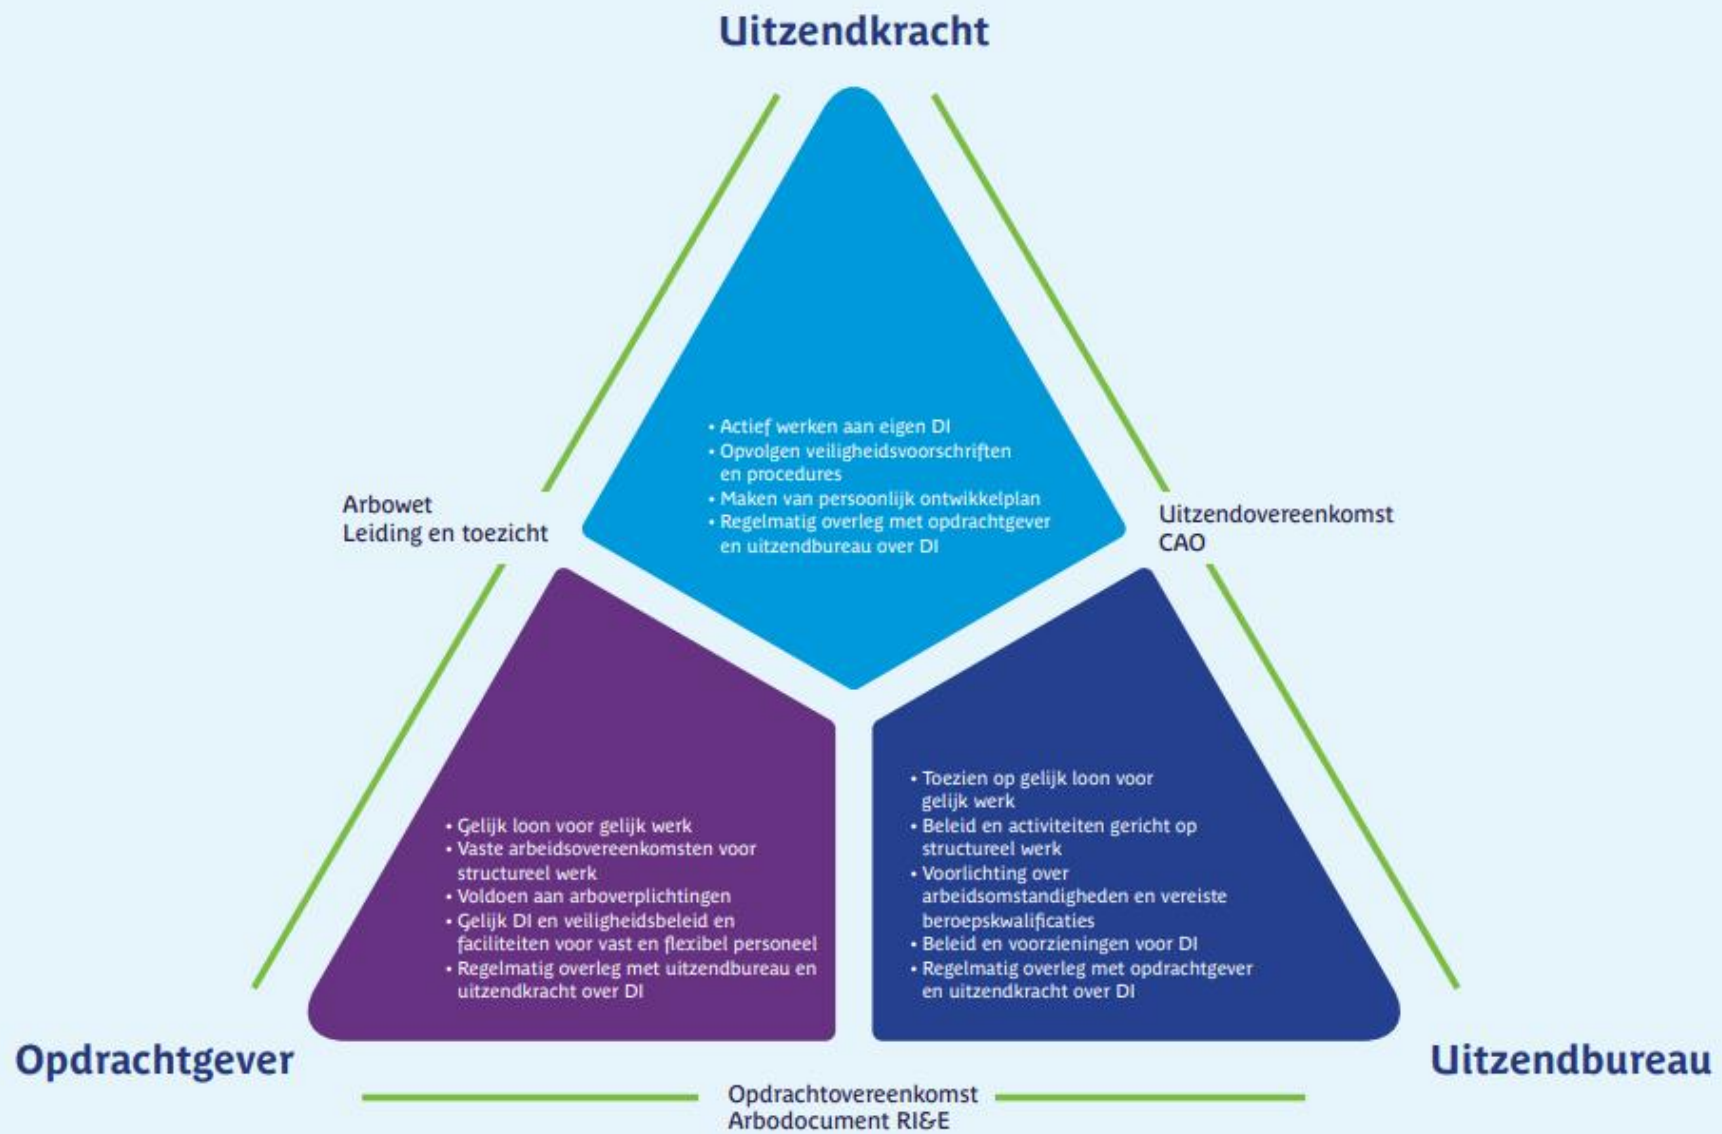 Uitzendkracht
• Actief werken aan eigen DI
• Opvolgen veiligheidsvoorschriften
en procedures
• Maken van persoonlijk ontwikkelplan
• Regelmatig overleg met opdrachtgever
en uitzendbureau over DI
Arbowet
Leiding en toezicht
Uitzendovereenkomst
CAO
• Gelijk loon voor gelijk werk
• Vaste arbeidsovereenkomsten voor
structureel werk
• Voldoen aan arboverplichtingen
• Gelijk DI en veiligheidsbeleid en
faciliteiten voor vast en flexibel personeel
• Regelmatig overleg met uitzendbureau en
uitzendkracht over DI
• Toezien op gelijk loon voor
gelijk werk
• Beleid en activiteiten gericht op
structureel werk
• Voorlichting over
arbeidsomstandigheden en vereiste
beroepskwalificaties
• Beleid en voorzieningen voor DI
• Regelmatig overleg met opdrachtgever
en uitzendkracht over DI
Opdrachtgever
Uitzendbureau
Opdrachtovereenkomst
Arbodocument RI&E